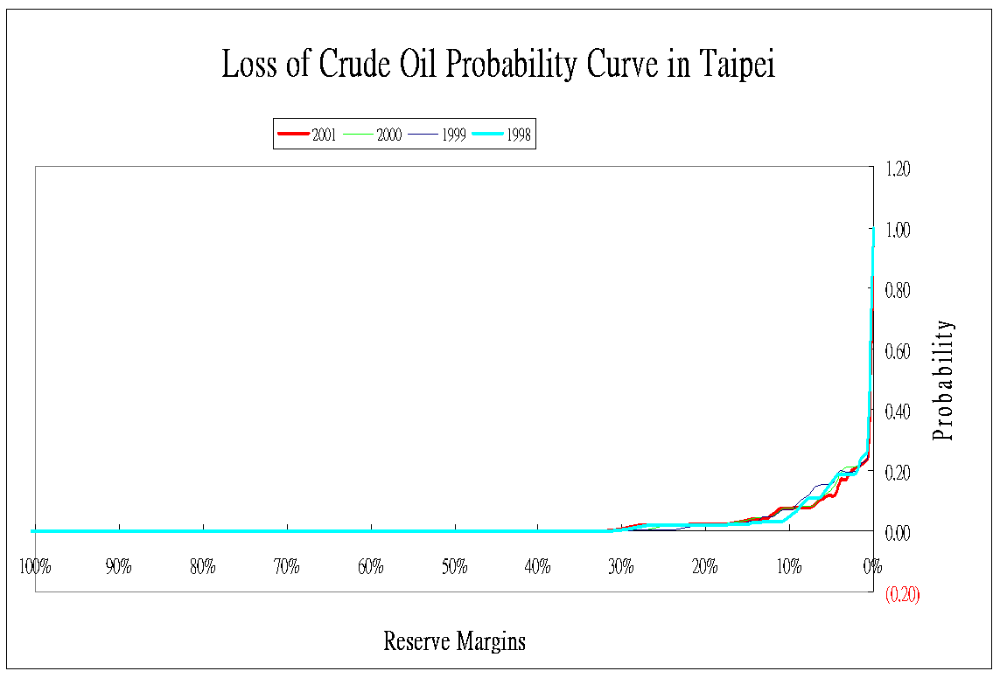 Loss of Crude Oil Probability Curve in Taipei
2001 2000 1999 1998
1.20
1.00
0.80
0.60
0.40
0.20
0.00
(0.20)
Probability
100% 90% 80% 70% 60% 50% 40% 30% 20% 10% 0%
Reserve Margins